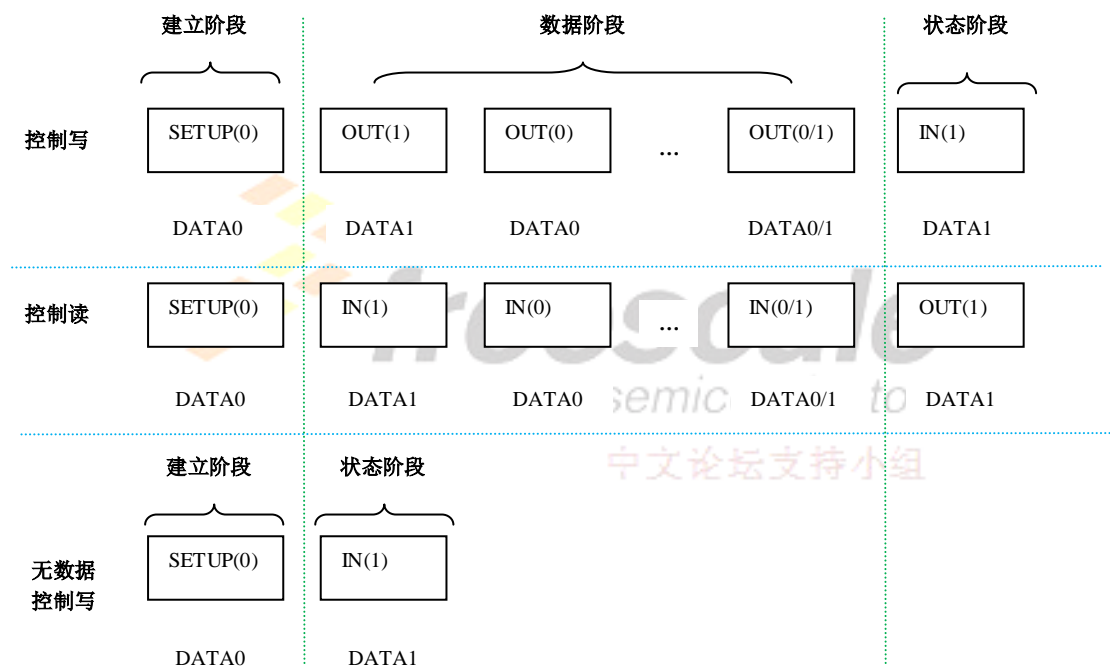 建立阶段 数据阶段 状态阶段
控制写 SETUP(0) OUT(1) OUT(0) ... OUT(0/1) IN(1)
DATA0 DATA1 DATA0 DATA0/1 DATA1
控制读 SETUP(0) IN(1) IN(0) ... IN(0/1) OUT(1)
freescale
DATA0 DATA1 DATA0 semic DATA0/1 to DATA1
建立阶段 状态阶段 中文论坛支持小组
无数据 SETUP(0) IN(1)
控制写
DATA0 DATA1